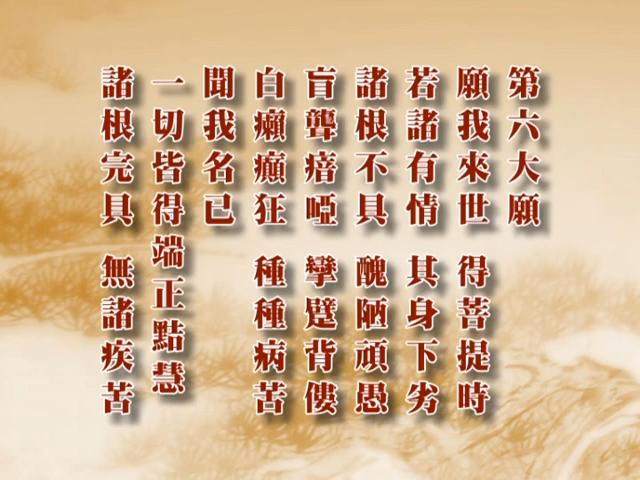 第六大願
願我來世 得菩提時
若諸有情 其身下劣
諸根不具 醜陋頑愚
盲聾瘖啞 攣躄背僂
白癩癲狂 種種病苦
聞我名已
一切皆得端正點慧
諸根完具 無諸疾苦